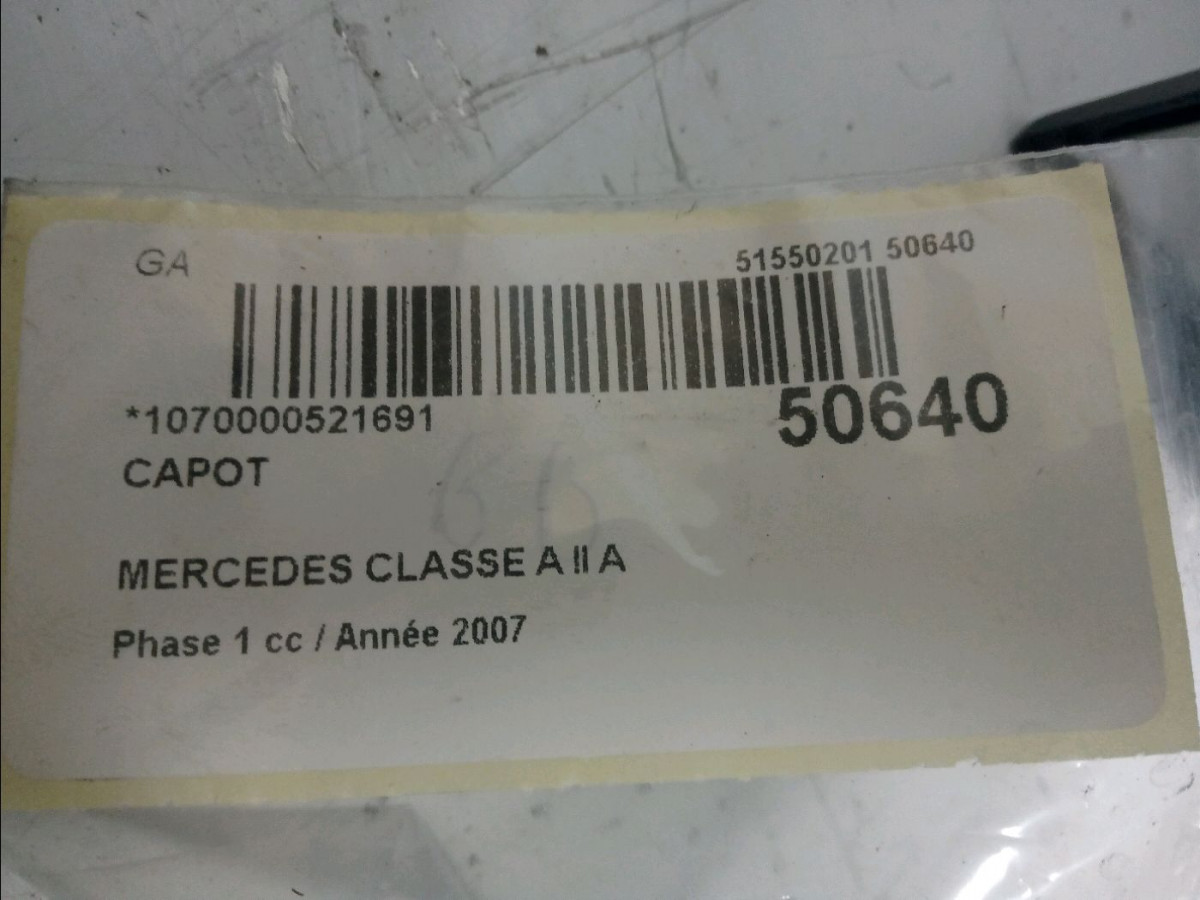 GA
51550201 50640
*1070000521691
50640
CAPOT
MERCEDES CLASSE A II A
Phase 1 cc / Année 2007